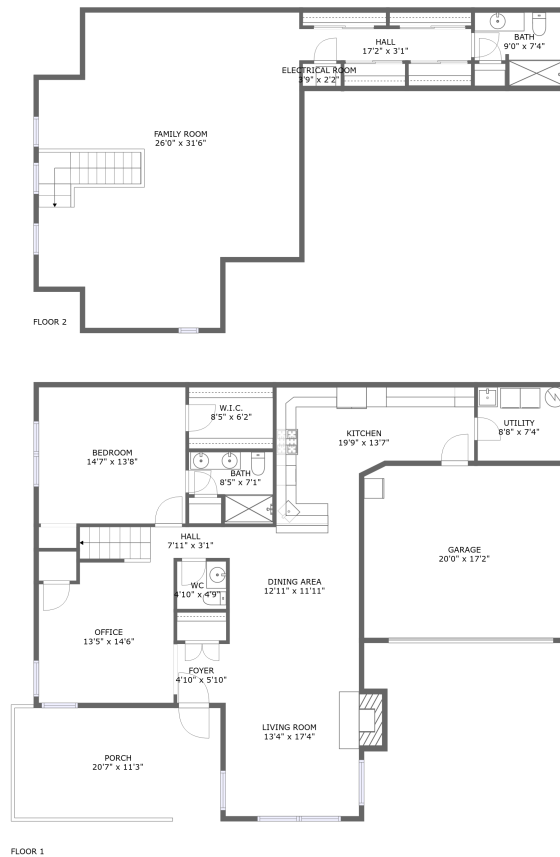 HALL
17'2" x 3'1"
BATH
9'0" x 7'4"
ELECTRICAL ROOM
3'9" x 2'2"
FAMILY ROOM
26'0" x 31'6"
FLOOR 2
W.I.C.
8'5" x 6'2"
KITCHEN
19'9" x 13'7"
UTILITY
8'8" x 7'4"
BEDROOM
14'7" x 13'8"
BATH
8'5" x 7'1"
HALL
7'11" x 3'1"
GARAGE
20'0" x 17'2"
WC
4'10" x 4'9"
DINING AREA
12'11" x 11'11"
OFFICE
13'5" x 14'6"
FOYER
4'10" x 5'10"
LIVING ROOM
13'4" x 17'4"
PORCH
20'7" x 11'3"
FLOOR 1